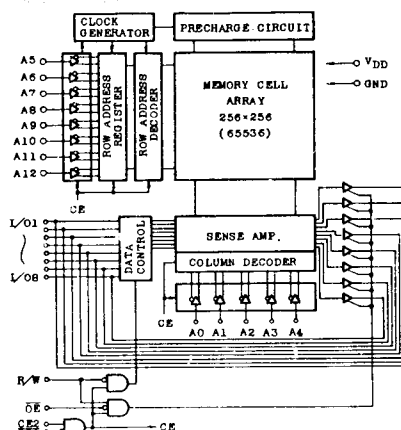 CLOCK
GENERATOR
PRECHARGE CIRCUIT
A5
A6
A7
A8
A9
A10
A11
A12
ROW ADDRESS
REGISTER
ROW ADDRESS
DECODER
MEMORY CELL
ARRAY
256×256
(65536)
VDD
GND
CE
I/O1
I/O8
DATA
CONTROL
SENSE AMP.
COLUMN DECODER
CE
A0 A1 A2 A3 A4
R/W
OE
CE2
CE